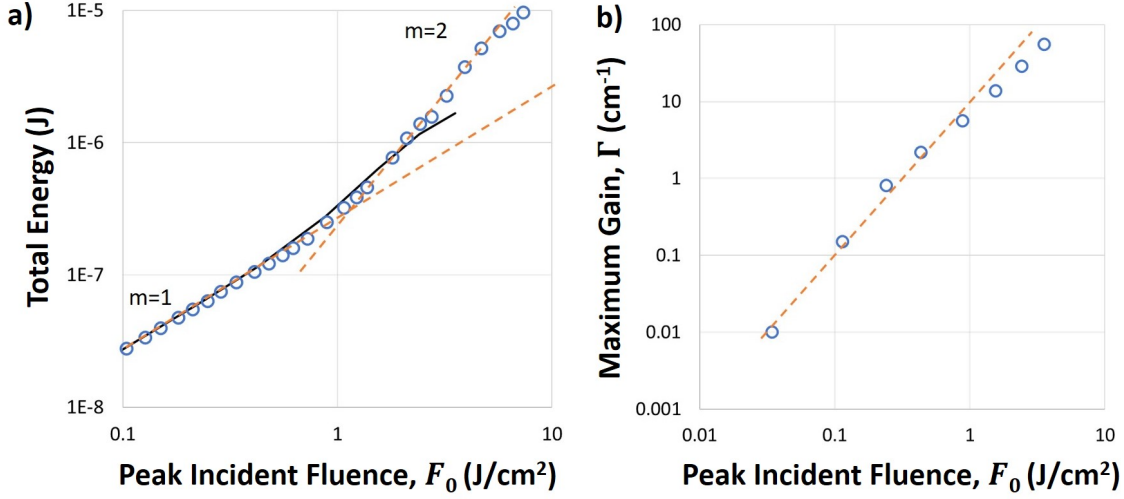 a)
Total Energy (J)
1E-5
1E-6
1E-7
1E-8
m=2
m=1
0.1
1
10
Peak Incident Fluence, F₀ (J/cm²)
b)
Maximum Gain, Γ (cm⁻¹)
100
10
1
0.1
0.01
0.001
0.01
0.1
1
10
Peak Incident Fluence, F₀ (J/cm²)